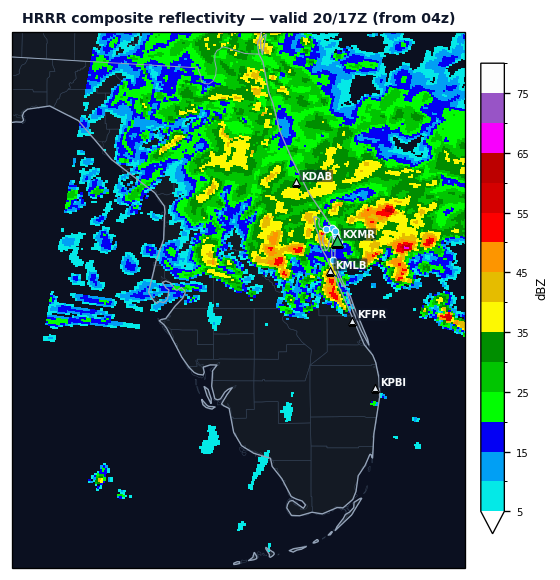 HRRR composite reflectivity — valid 20/17Z (from 04z)
KDAB
KXMR
KMLB
KFPR
KPBI
75
65
55
45
35
25
15
5
dBZ